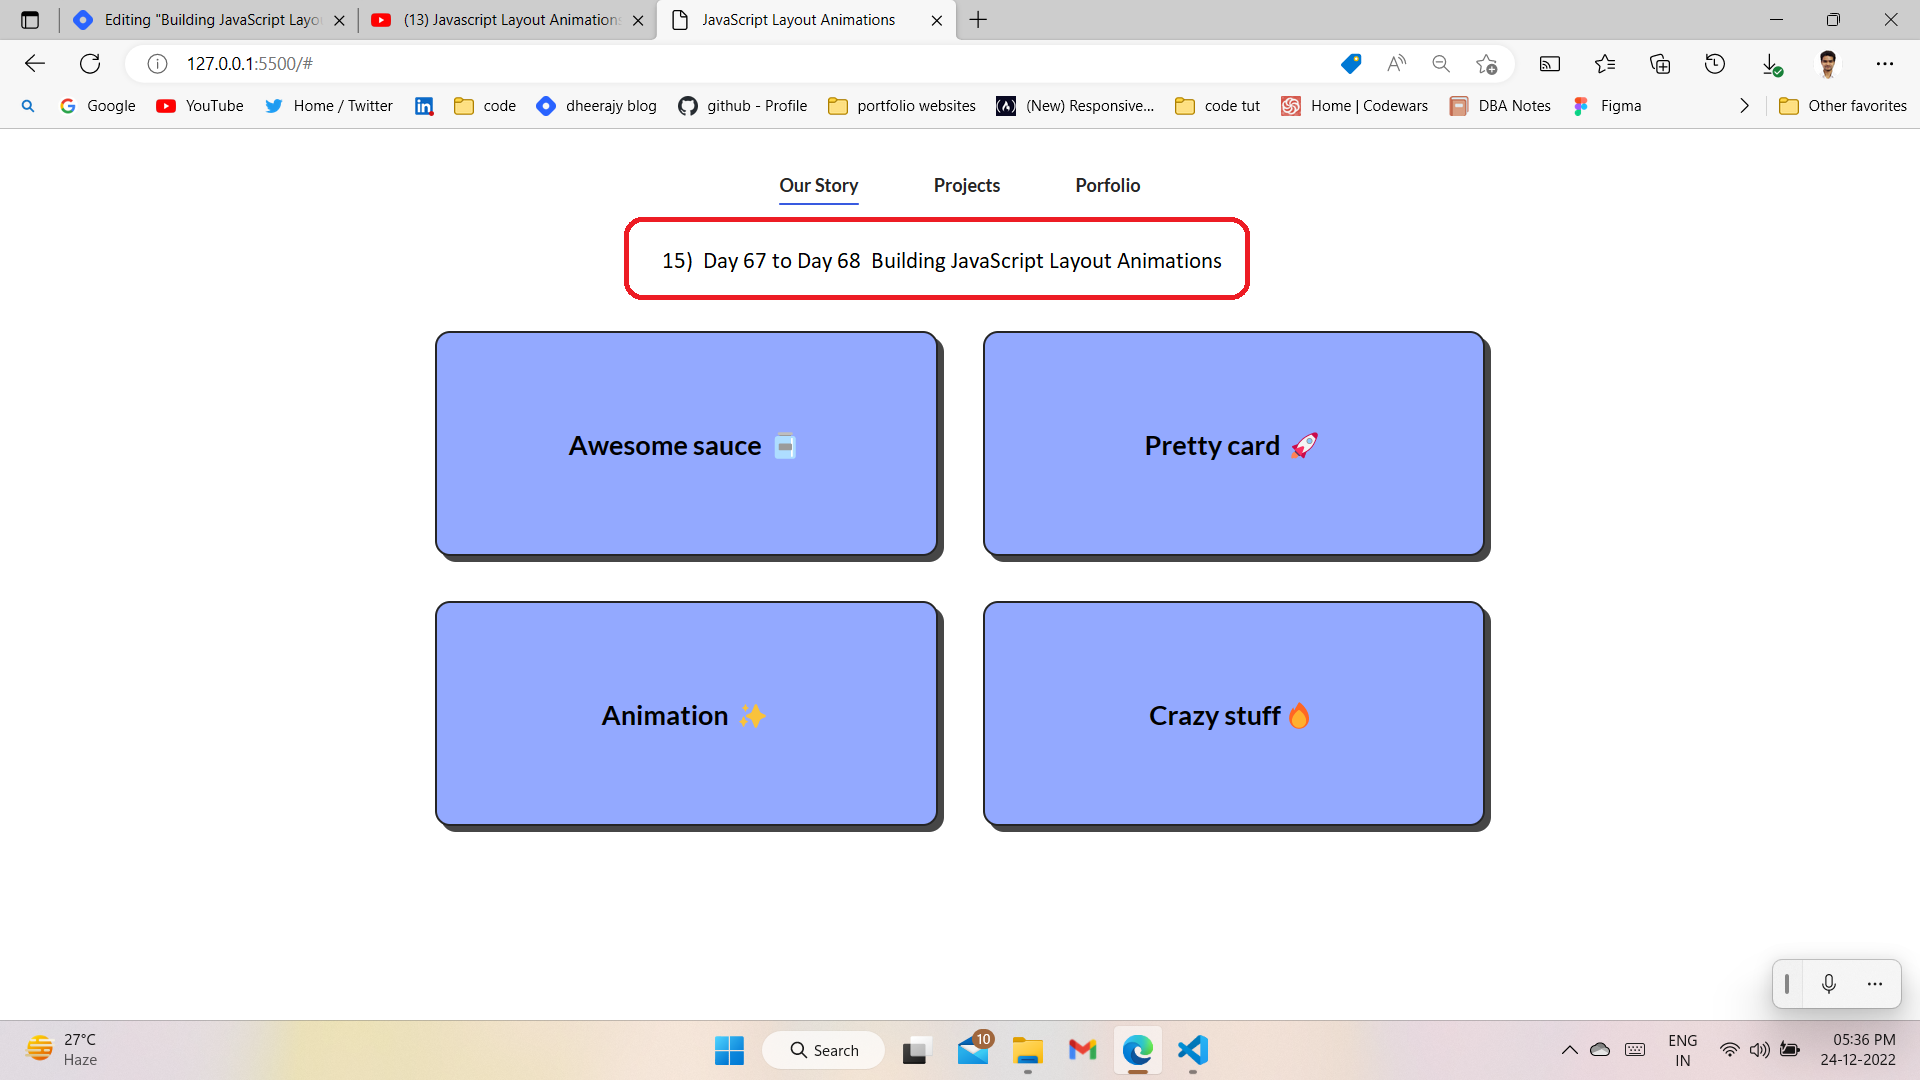 Editing "Building JavaScript Layo
(13) Javascript Layout Animations
JavaScript Layout Animations
127.0.0.1:5500/#
Google
YouTube
Home / Twitter
code
dheerajy blog
github - Profile
portfolio websites
(New) Responsive...
code tut
Home | Codewars
DBA Notes
Figma
Other favorites
Our Story
Projects
Porfolio
15) Day 67 to Day 68 Building JavaScript Layout Animations
Awesome sauce
Pretty card 🚀
Animation ✨
Crazy stuff🔥
27°C
Haze
Search
10
ENG
IN
05:36 PM
24-12-2022